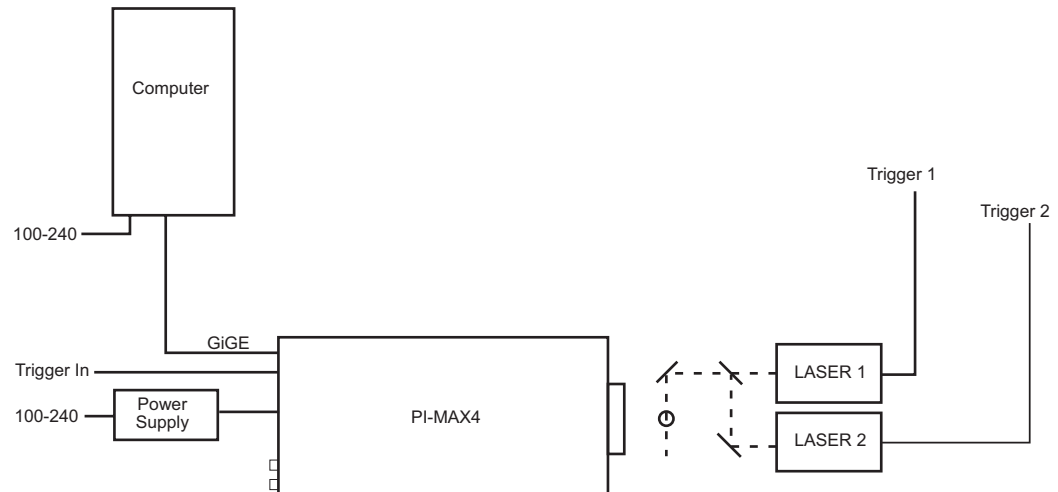 Computer
Trigger 1
Trigger 2
100-240
GiGE
Trigger In
LASER 1
100-240
Power
Supply
PI-MAX4
LASER 2